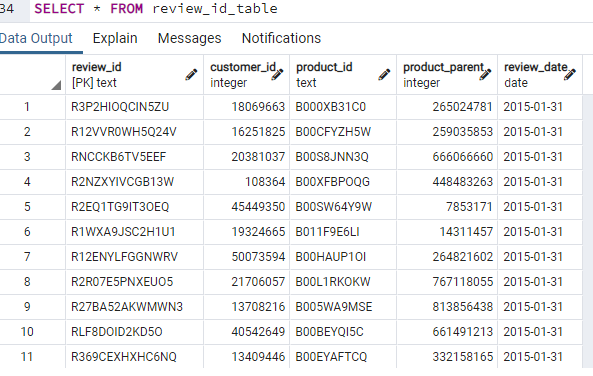 34 SELECT * FROM review_id_table
Data Output Explain Messages Notifications
review_id customer_id product_id product_parent review_date
[PK] text integer text integer date
1 R3P2HIOQCIN5ZU 18069663 B000XB31C0 265024781 2015-01-31
2 R12VVR0WH5Q24V 16251825 B00CFYZH5W 259035853 2015-01-31
3 RNCCKB6TV5EEF 20381037 B00S8JNN3Q 666066660 2015-01-31
4 R2NZXYIVCGB13W 108364 B00XFBPOQG 448483263 2015-01-31
5 R2EQ1TG9IT3OEQ 45449350 B00SW64Y9W 7853171 2015-01-31
6 R1WXA9JSC2H1U1 19324665 B011F9E6LI 14311457 2015-01-31
7 R12ENYLFGGNWRV 50073594 B00HAUP1OI 264821602 2015-01-31
8 R2R07E5PNXEUO5 21706057 B00L1RKOKW 767118055 2015-01-31
9 R27BA52AKWMWN3 13708216 B005WA9MSE 813856438 2015-01-31
10 RLF8DOID2KD5O 40542649 B00BEYQI5C 661491213 2015-01-31
11 R369CEXHXHC6NQ 13409446 B00EYAFTCQ 332158165 2015-01-31